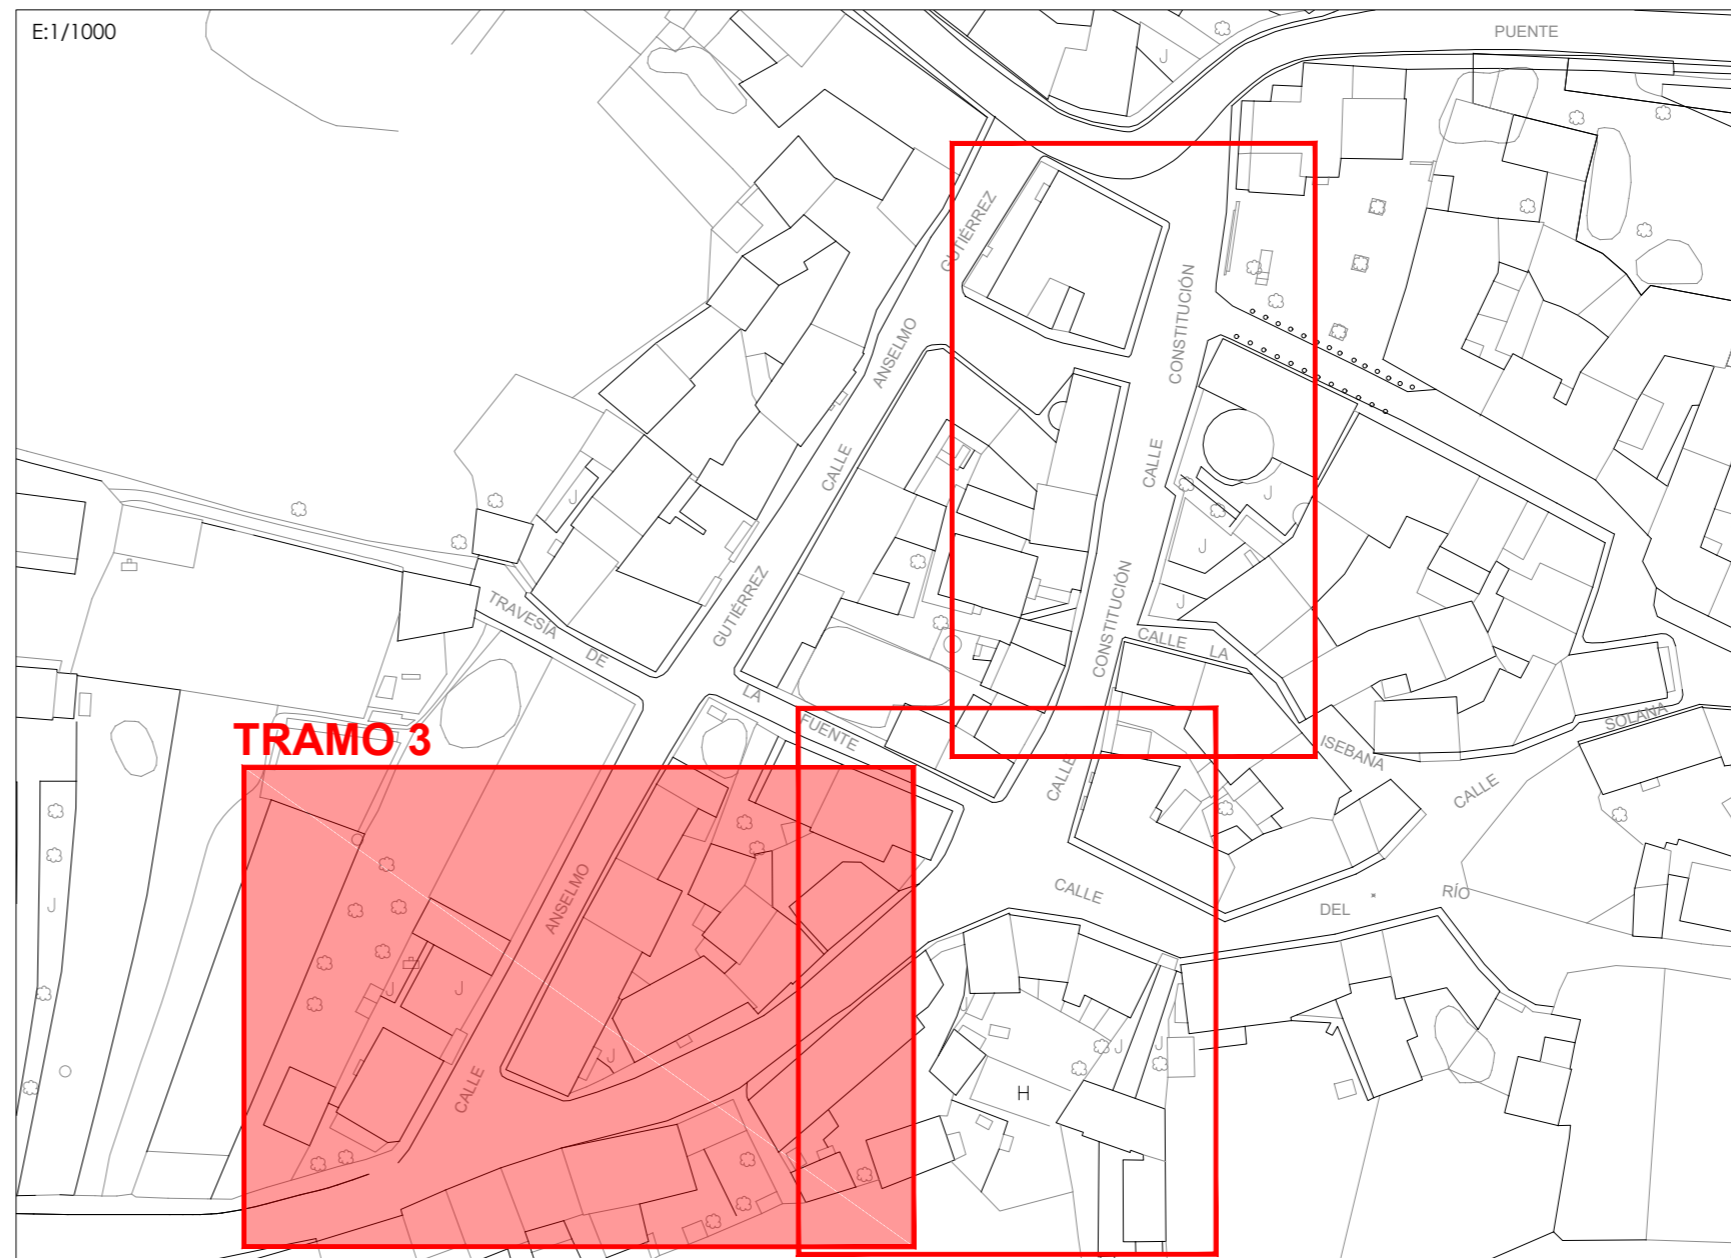 E:1/1000
PUENTE
GUTIÉRREZ
CONSTITUCIÓN
ANSELMO
CALLE
CALLE
J
J
J
J
J
CONSTITUCIÓN
GUTIÉRREZ
TRAVESÍA
DE
LA
FUENTE
CALLE
LA
ISEBANA
SOLANA
CALLE
CALLE
TRAMO 3
CALLE
DEL
RÍO
ANSELMO
CALLE
J
J
J
J
J
J
J
H